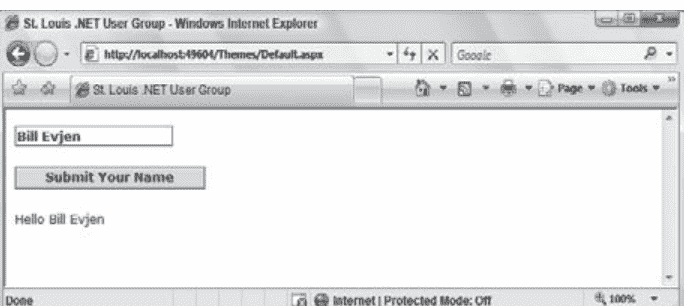 St. Louis .NET User Group - Windows Internet Explorer
http://localhost:49604/Themes/Default.aspx
Google
St. Louis .NET User Group
Page
Tools
Bill Evjen
Submit Your Name
Hello Bill Evjen
Done
Internet | Protected Mode: Off
100%